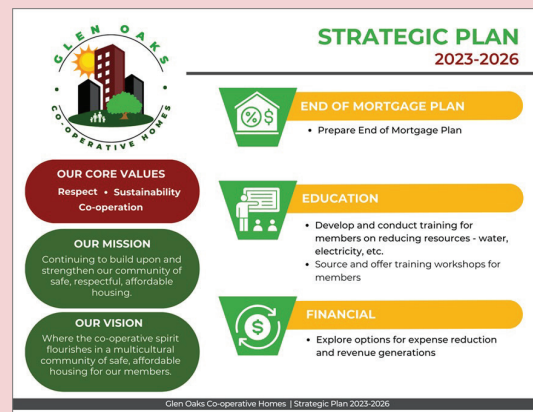 GLEN OAKS
CO-OPERATIVE HOMES
STRATEGIC PLAN
2023-2026
END OF MORTGAGE PLAN
• Prepare End of Mortgage Plan
OUR CORE VALUES
Respect • Sustainability
Co-operation
OUR MISSION
Continuing to build upon and
strengthen our community of
safe, respectful, affordable
housing.
OUR VISION
Where the co-operative spirit
flourishes in a multicultural
community of safe, affordable
housing for our members.
EDUCATION
• Develop and conduct training for
members on reducing resources - water,
electricity, etc.
• Source and offer training workshops for
members
FINANCIAL
• Explore options for expense reduction
and revenue generations
Glen Oaks Co-operative Homes | Strategic Plan 2023-2026